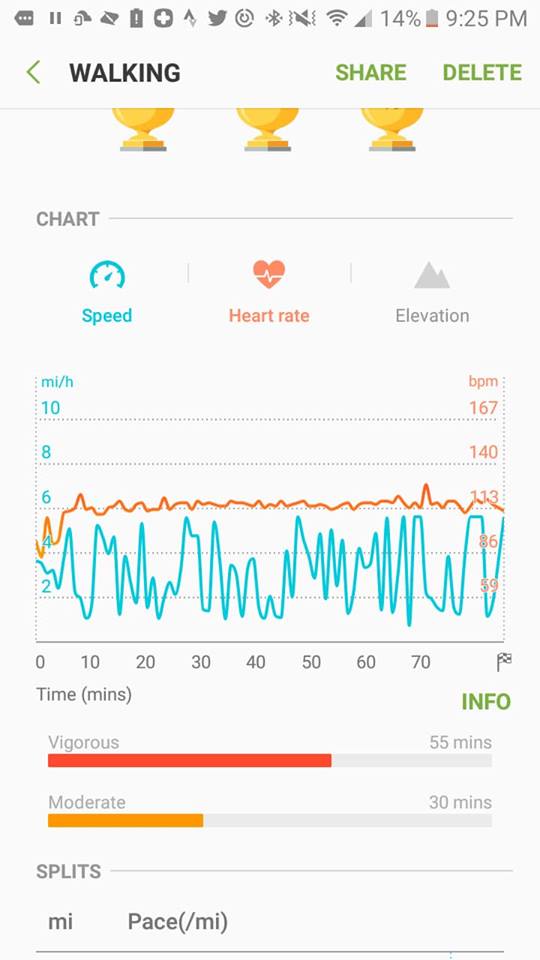 14% 9:25 PM
WALKING SHARE DELETE
CHART
Speed Heart rate Elevation
mi/h bpm
10 167
8 140
6 113
4 86
2 59
0 10 20 30 40 50 60 70
Time (mins)
INFO
Vigorous 55 mins
Moderate 30 mins
SPLITS
mi Pace(/mi)